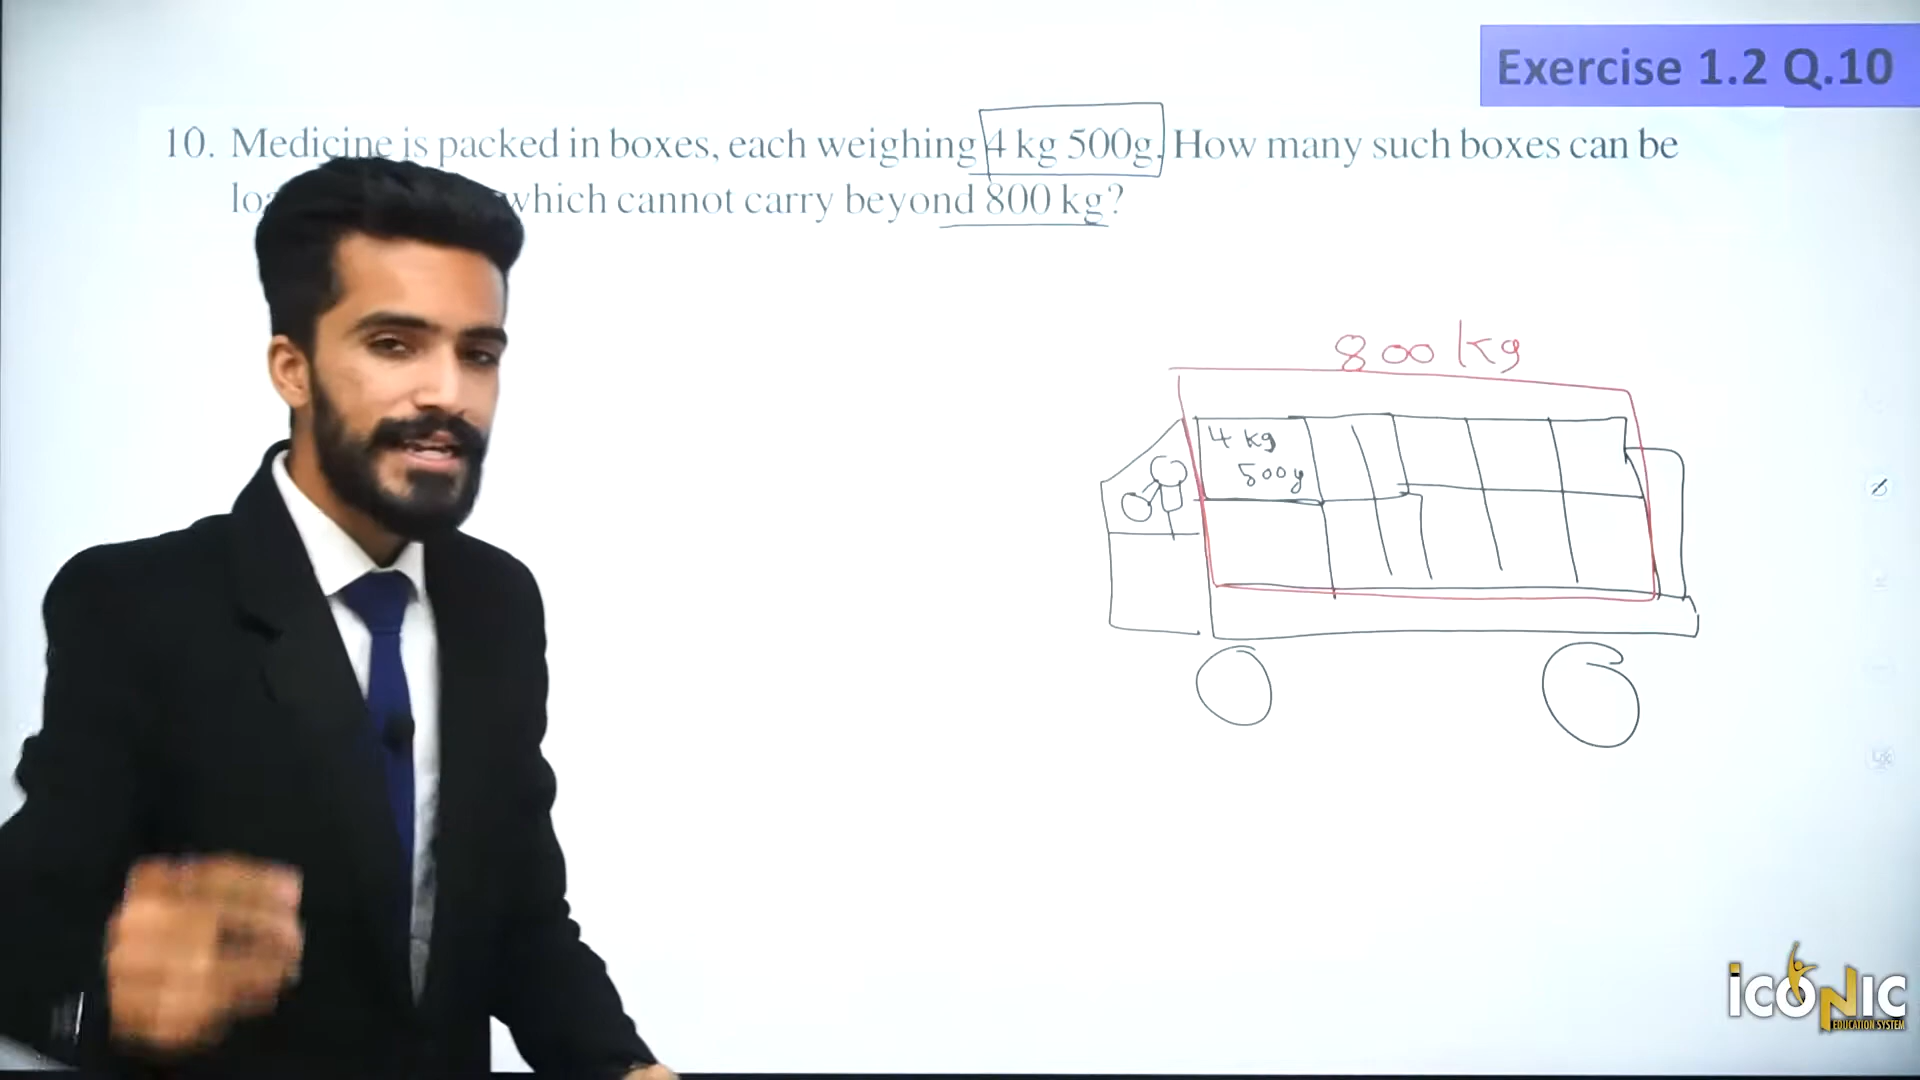 Exercise 1.2 Q.10
10. Medicine is packed in boxes, each weighing 4 kg 500g. How many such boxes can be
which cannot carry beyond 800 kg?
800 kg
4 kg
500g
ICONIC
EDUCATION SYSTEM